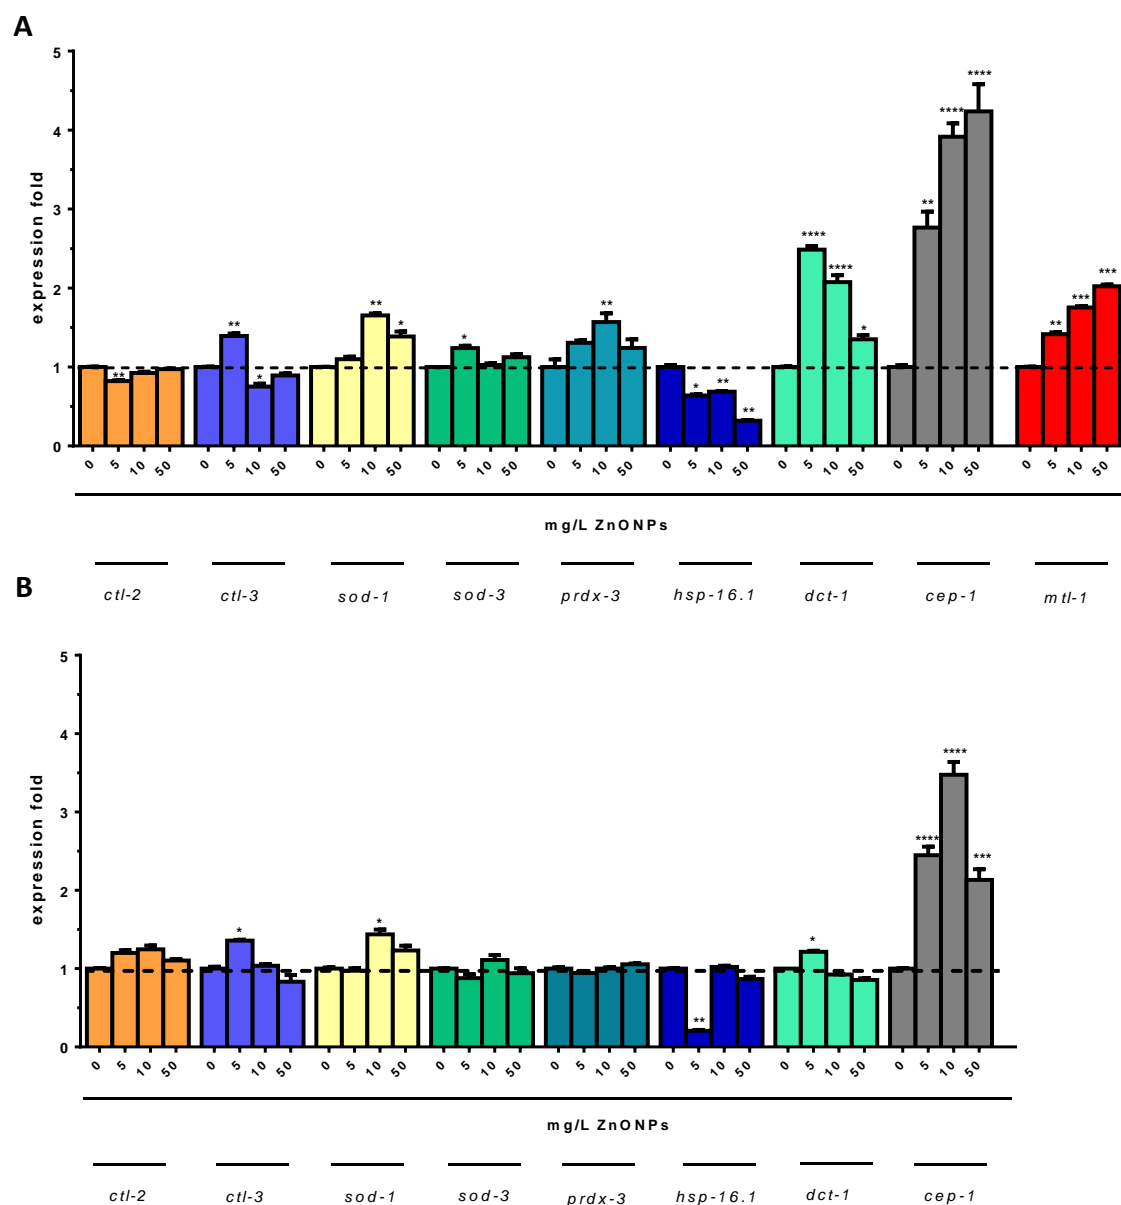 A
5
4
3
2
1
0
expression fold
** ** * ** * * ** * ** ** **** **** * ** **** **** ** *** ***
0 5 10 50 0 5 10 50 0 5 10 50 0 5 10 50 0 5 10 50 0 5 10 50 0 5 10 50 0 5 10 50 0 5 10 50
mg/L ZnONPs
ctl-2 ctl-3 sod-1 sod-3 prdx-3 hsp-16.1 dct-1 cep-1 mtl-1
B
5
4
3
2
1
0
expression fold
* * ** * **** **** ***
0 5 10 50 0 5 10 50 0 5 10 50 0 5 10 50 0 5 10 50 0 5 10 50 0 5 10 50 0 5 10 50
mg/L ZnONPs
ctl-2 ctl-3 sod-1 sod-3 prdx-3 hsp-16.1 dct-1 cep-1